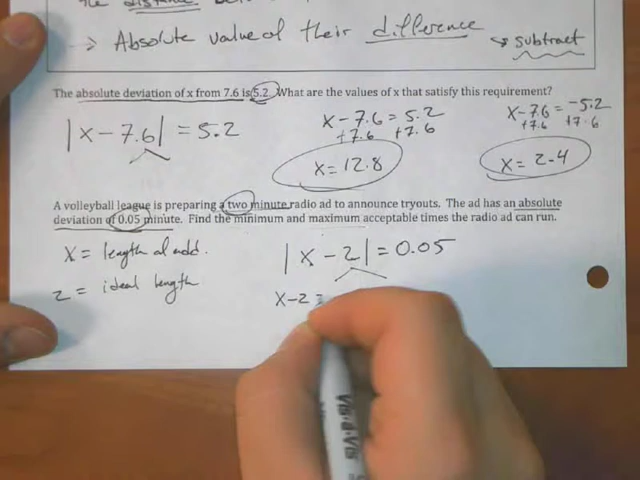 the distance
-> Absolute value of their difference -> subtract
The absolute deviation of x from 7.6 is 5.2. What are the values of x that satisfy this requirement?
|x-7.6| = 5.2
x-7.6 = 5.2
+7.6 +7.6
x = 12.8
x-7.6 = -5.2
+7.6 +7.6
x = 2.4
A volleyball league is preparing a two minute radio ad to announce tryouts. The ad has an absolute
deviation of 0.05 minute. Find the minimum and maximum acceptable times the radio ad can run.
x = length of add.
2 = ideal length
|x-2| = 0.05
x-2 =
Vis-à-Vis